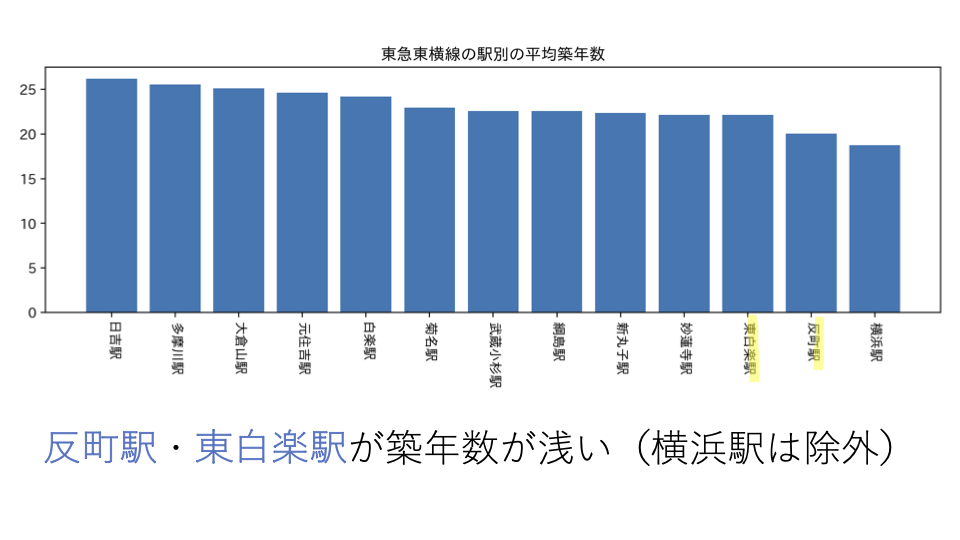 東急東横線の駅別の平均築年数
25
20
15
10
5
0
日吉駅
多摩川駅
大倉山駅
元住吉駅
白楽駅
菊名駅
武蔵小杉駅
綱島駅
新丸子駅
妙蓮寺駅
東白楽駅
反町駅
横浜駅
反町駅・東白楽駅が築年数が浅い（横浜駅は除外）